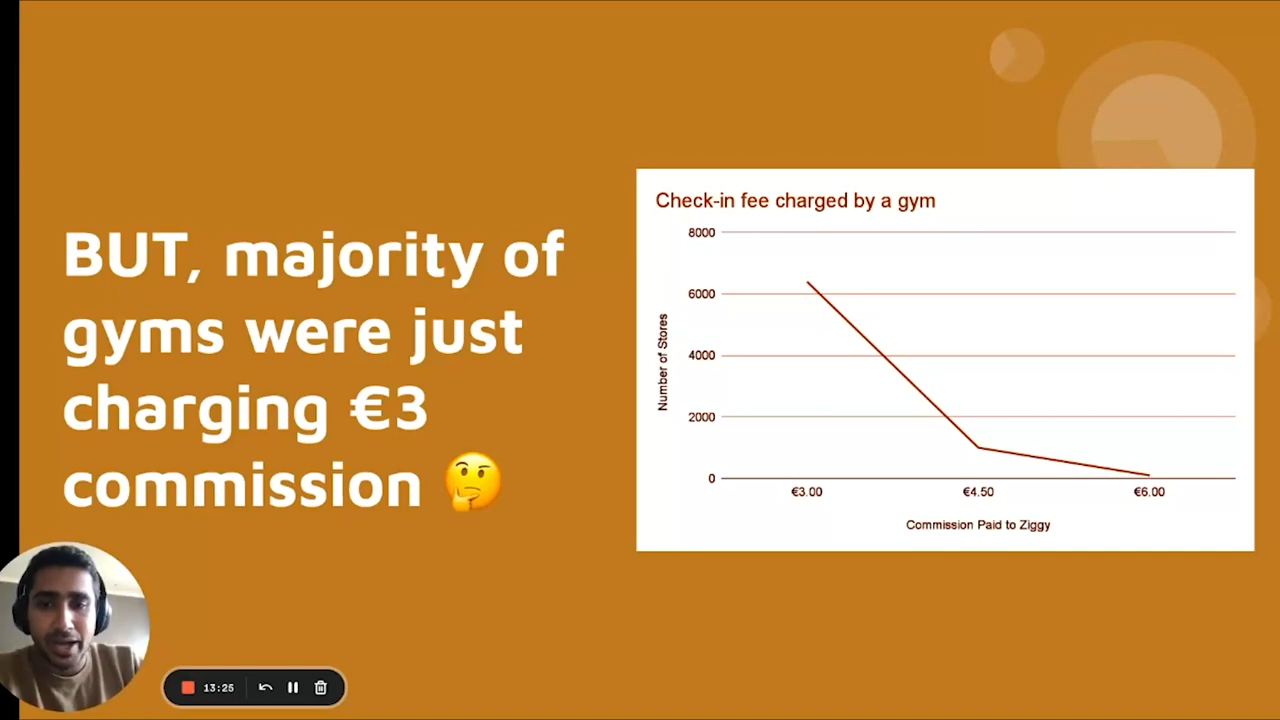 BUT, majority of
gyms were just
charging €3
commission 🤔
Check-in fee charged by a gym
8000
6000
4000
2000
0
Number of Stores
€3.00 €4.50 €6.00
Commission Paid to Ziggy
13:25